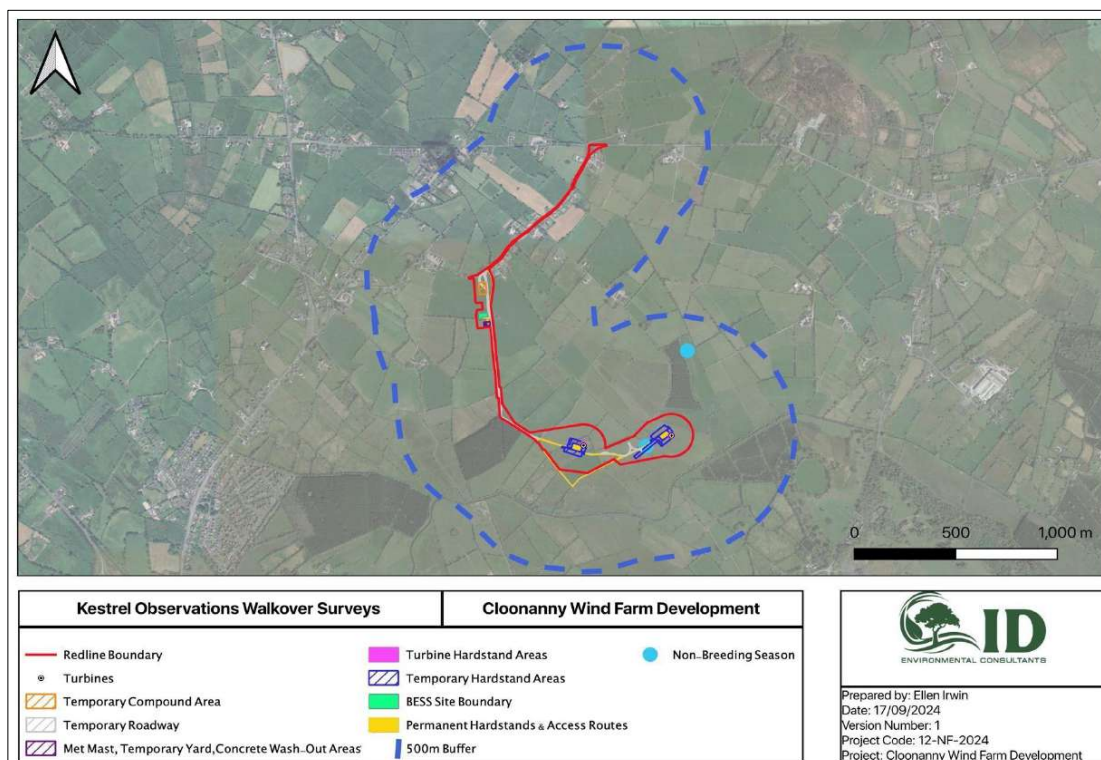 0 500 1,000 m
Kestrel Observations Walkover Surveys
Cloonanny Wind Farm Development
Redline Boundary
Turbines
Temporary Compound Area
Temporary Roadway
Met Mast, Temporary Yard,Concrete Wash-Out Areas
Turbine Hardstand Areas
Temporary Hardstand Areas
BESS Site Boundary
Permanent Hardstands & Access Routes
500m Buffer
Non-Breeding Season
ID
ENVIRONMENTAL CONSULTANTS
Prepared by: Ellen Irwin
Date: 17/09/2024
Version Number: 1
Project Code: 12-NF-2024
Project: Cloonanny Wind Farm Development